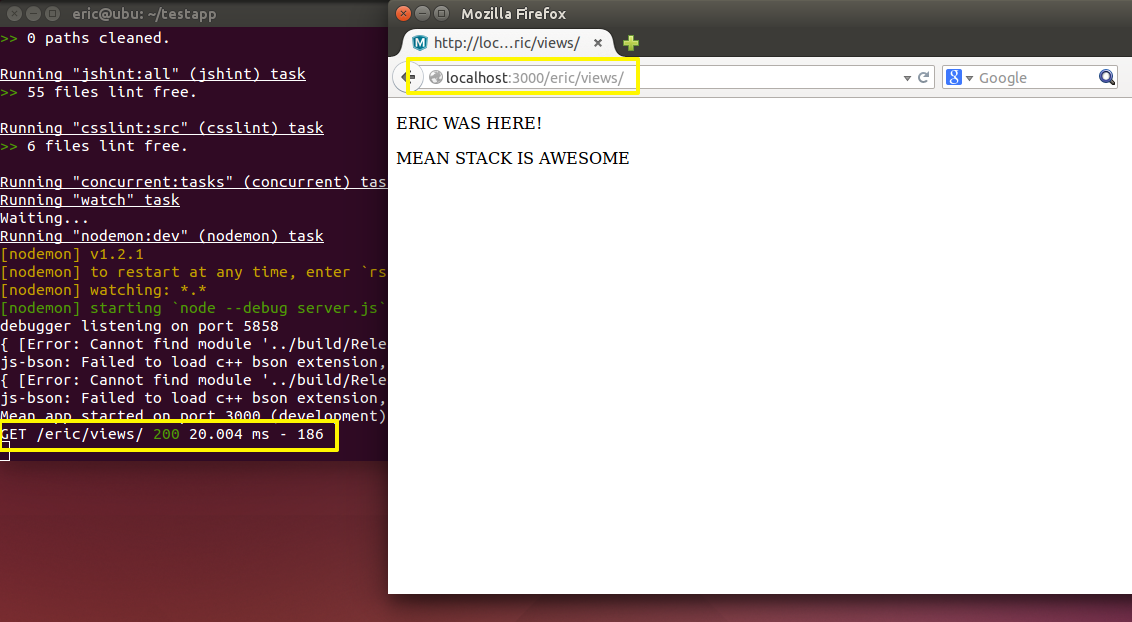 eric@ubu: ~/testapp
>> 0 paths cleaned.
Running "jshint:all" (jshint) task
>> 55 files lint free.
Running "csslint:src" (csslint) task
>> 6 files lint free.
Running "concurrent:tasks" (concurrent) tas
Running "watch" task
Waiting...
Running "nodemon:dev" (nodemon) task
[nodemon] v1.2.1
[nodemon] to restart at any time, enter `rs
[nodemon] watching: *.*
[nodemon] starting `node --debug server.js`
debugger listening on port 5858
{ [Error: Cannot find module '../build/Rele
js-bson: Failed to load c++ bson extension,
{ [Error: Cannot find module '../build/Rele
js-bson: Failed to load c++ bson extension,
Mean app started on port 3000 (development)
GET /eric/views/ 200 20.004 ms - 186
Mozilla Firefox
http://loc...ric/views/
localhost:3000/eric/views/
Google
ERIC WAS HERE!
MEAN STACK IS AWESOME